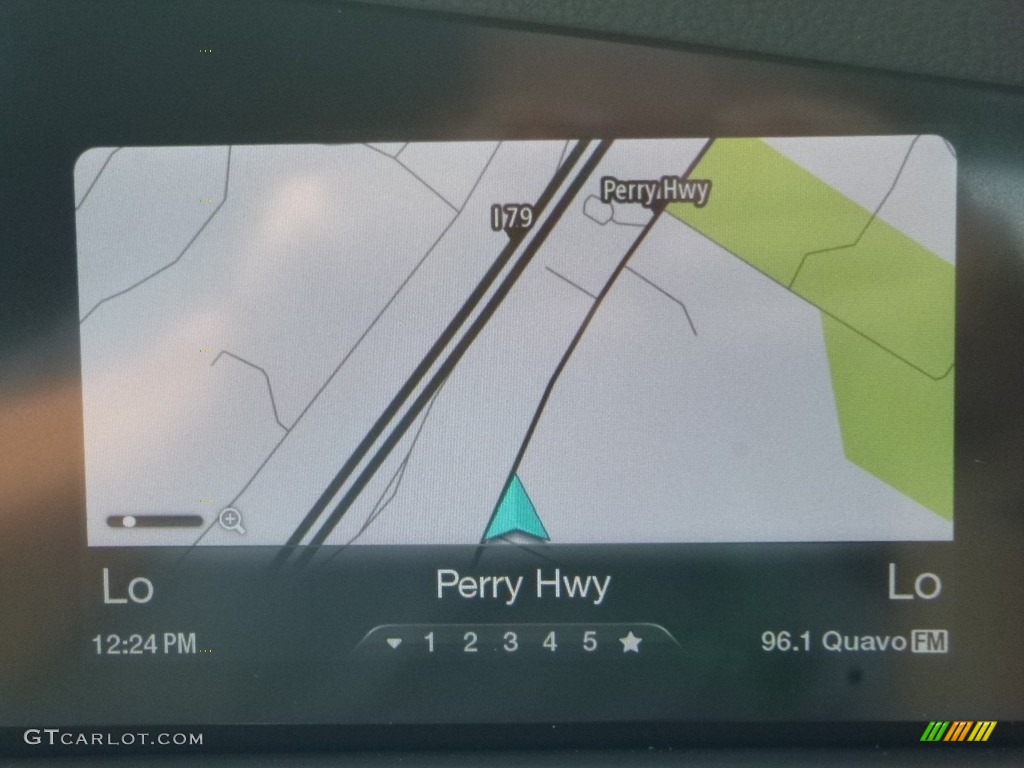 Perry Hwy
I 79
Lo
Perry Hwy
Lo
12:24 PM
1 2 3 4 5
96.1 Quavo FM
GTCARLOT.COM